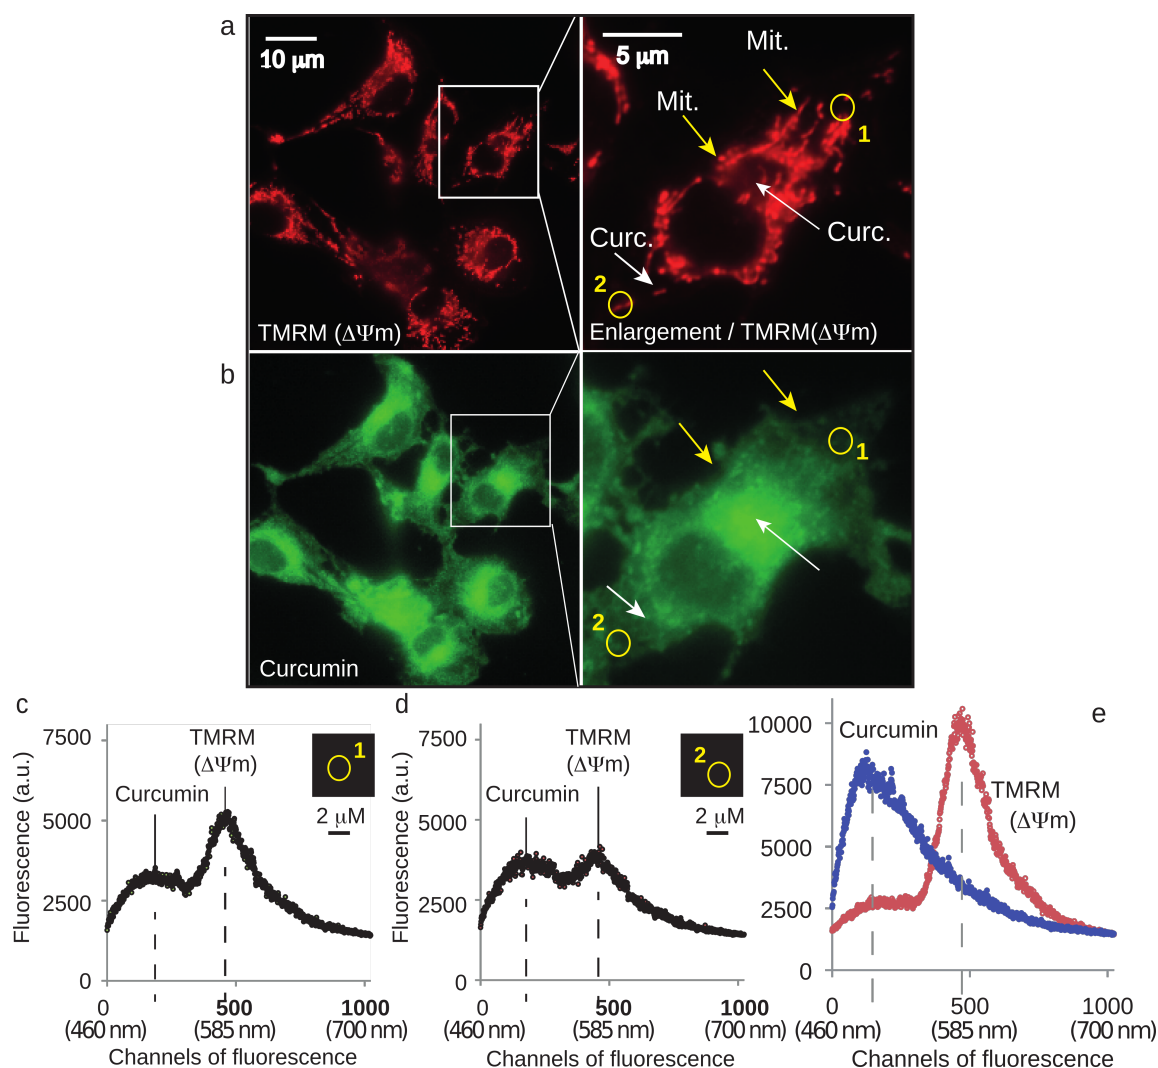 a
10 μm
5 μm
Mit.
Mit.
1
Curc.
Curc.
2
TMRM (ΔΨm)
Enlargement / TMRM(ΔΨm)
b
1
2
Curcumin
c
7500
5000
2500
0
Fluorescence (a.u.)
TMRM
(ΔΨm)
Curcumin
1
2 μM
0
500
1000
(460 nm)
(585 nm)
(700 nm)
Channels of fluorescence
d
7500
5000
2500
0
Fluorescence (a.u.)
TMRM
(ΔΨm)
Curcumin
2
2 μM
0
500
1000
(460 nm)
(585 nm)
(700 nm)
Channels of fluorescence
e
10000
7500
5000
2500
0
Curcumin
TMRM
(ΔΨm)
0
500
1000
(460 nm)
(585 nm)
(700 nm)
Channels of fluorescence